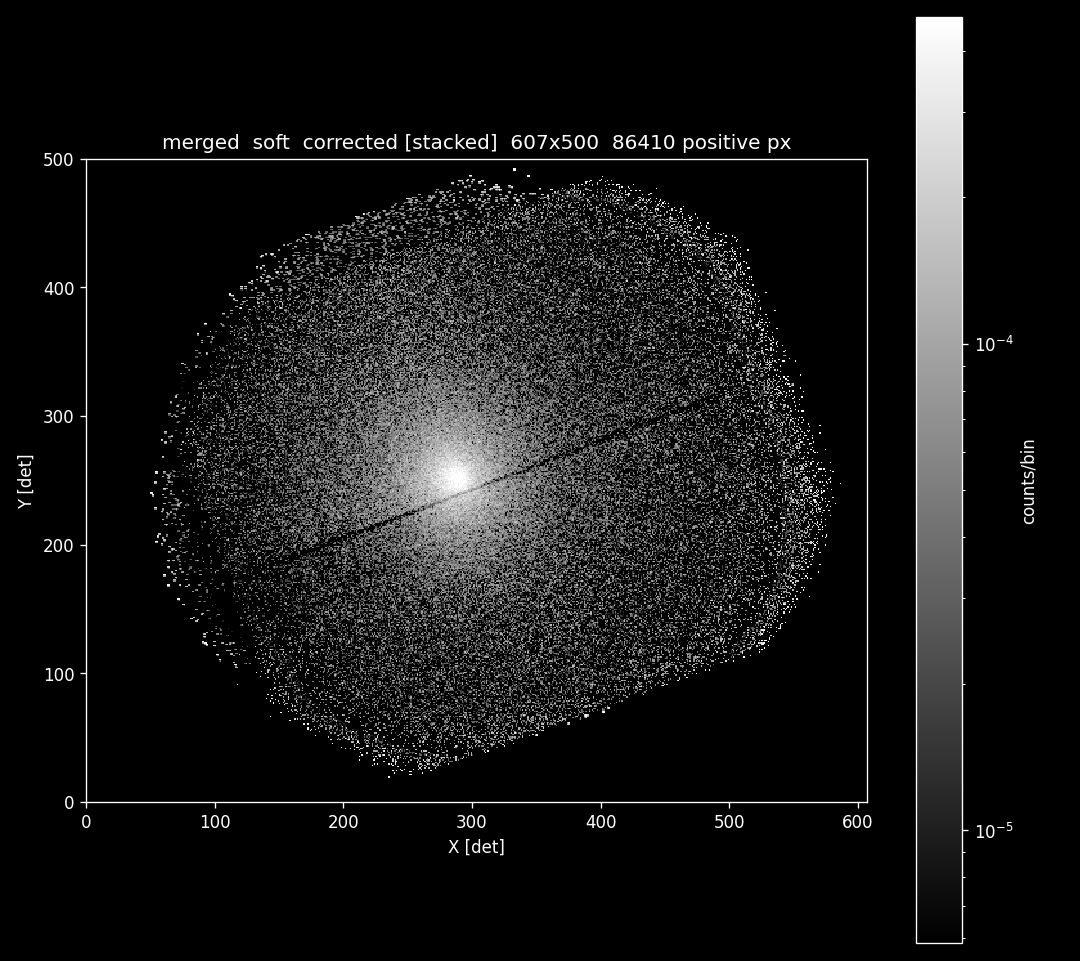 merged  soft  corrected [stacked]  607x500  86410 positive px
500
400
300
200
100
0
Y [det]
0 100 200 300 400 500 600
X [det]
10⁻⁴
10⁻⁵
counts/bin